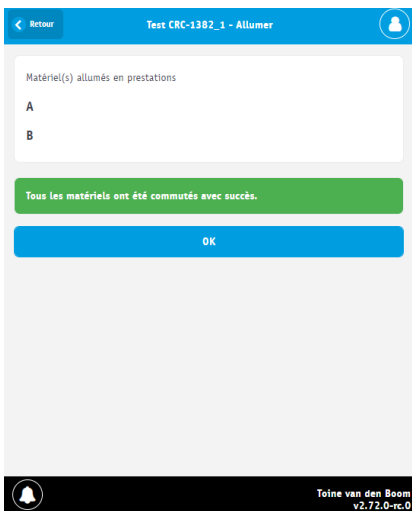 Retour
Test CRC-1382_1 - Allumer
Matériel(s) allumés en prestations
A
B
Tous les matériels ont été commutés avec succès.
OK
Toine van den Boom
v2.72.0-rc.0